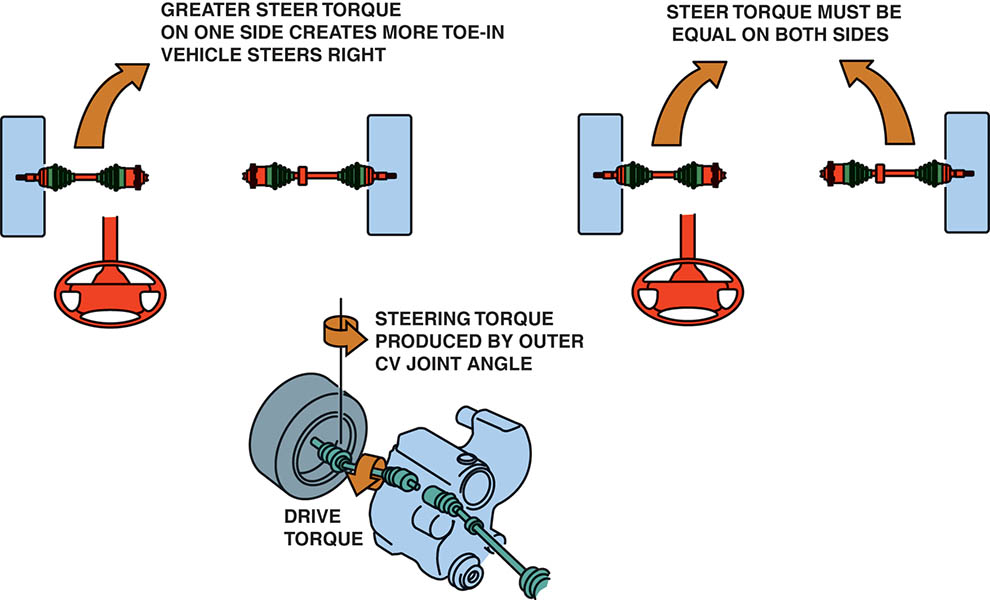 GREATER STEER TORQUE
ON ONE SIDE CREATES MORE TOE-IN
VEHICLE STEERS RIGHT
STEER TORQUE MUST BE
EQUAL ON BOTH SIDES
STEERING TORQUE
PRODUCED BY OUTER
CV JOINT ANGLE
DRIVE
TORQUE